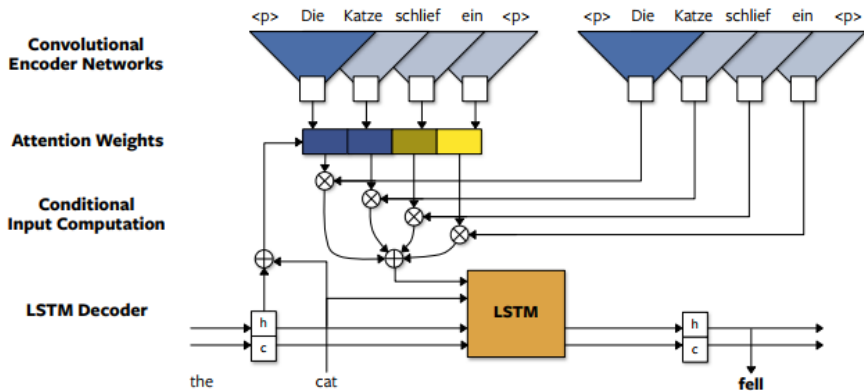 <p> Die Katze schlief ein <p>
<p> Die Katze schlief ein <p>
Convolutional
Encoder Networks
Attention Weights
Conditional
Input Computation
LSTM Decoder
LSTM
h
c
h
c
the
cat
fell